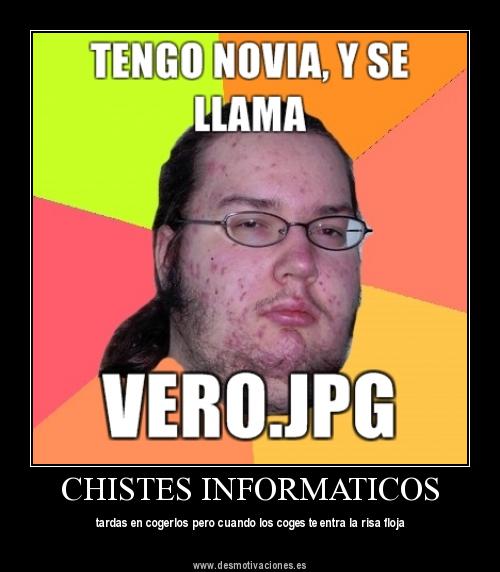 TENGO NOVIA, Y SE
LLAMA
VERO.JPG
CHISTES INFORMATICOS
tardas en cogerlos pero cuando los coges te entra la risa floja
www.desmotivaciones.es